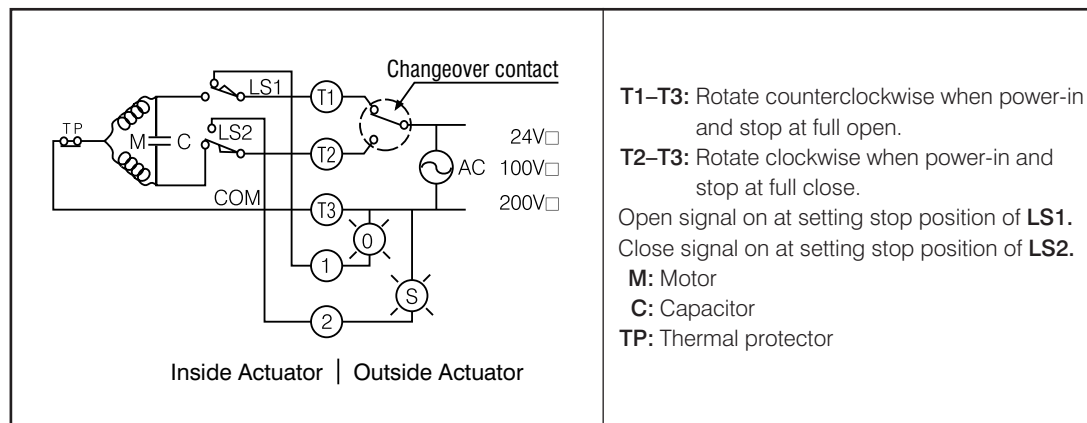 Changeover contact
LS1
T1
TP
M
C
LS2
T2
24V□
AC
100V□
COM
T3
200V□
0
1
S
2
Inside Actuator | Outside Actuator
T1–T3: Rotate counterclockwise when power-in
and stop at full open.
T2–T3: Rotate clockwise when power-in and
stop at full close.
Open signal on at setting stop position of LS1.
Close signal on at setting stop position of LS2.
M: Motor
C: Capacitor
TP: Thermal protector